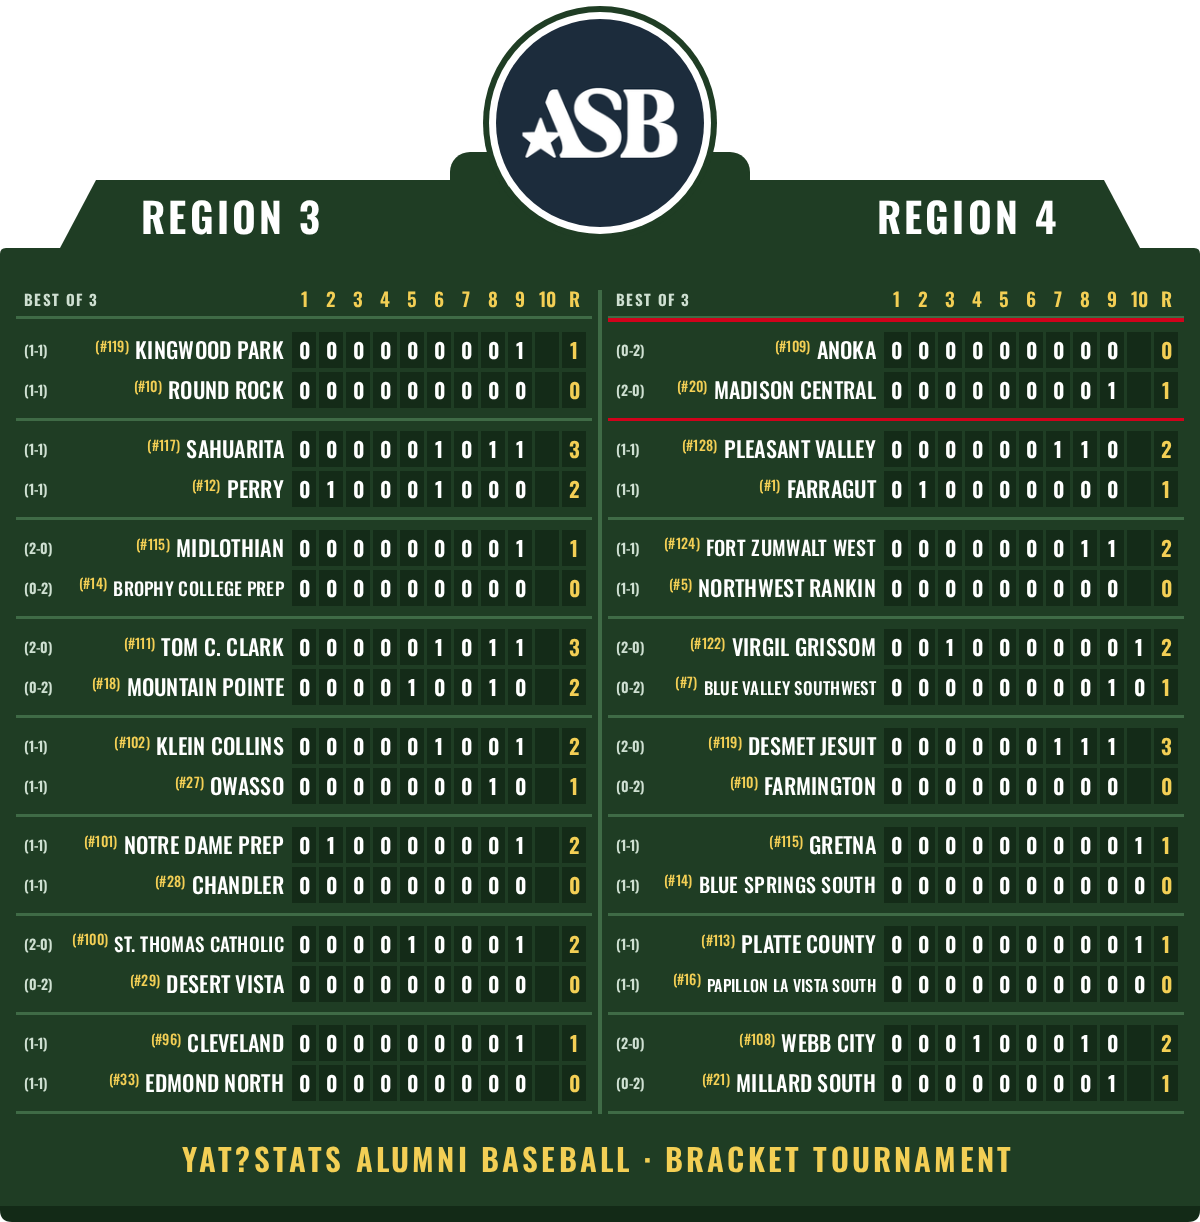 ASB
REGION 3
BEST OF 3 1 2 3 4 5 6 7 8 9 10 R
(1-1) (#119) KINGWOOD PARK 0 0 0 0 0 0 0 0 1 1
(1-1) (#10) ROUND ROCK 0 0 0 0 0 0 0 0 0 0
(1-1) (#117) SAHUARITA 0 0 0 0 0 1 0 1 1 3
(1-1) (#12) PERRY 0 1 0 0 0 1 0 0 0 2
(2-0) (#115) MIDLOTHIAN 0 0 0 0 0 0 0 0 1 1
(0-2) (#14) BROPHY COLLEGE PREP 0 0 0 0 0 0 0 0 0 0
(2-0) (#111) TOM C. CLARK 0 0 0 0 0 1 0 1 1 3
(0-2) (#18) MOUNTAIN POINTE 0 0 0 0 1 0 0 1 0 2
(1-1) (#102) KLEIN COLLINS 0 0 0 0 0 1 0 0 1 2
(1-1) (#27) OWASSO 0 0 0 0 0 0 0 1 0 1
(1-1) (#101) NOTRE DAME PREP 0 1 0 0 0 0 0 0 1 2
(1-1) (#28) CHANDLER 0 0 0 0 0 0 0 0 0 0
(2-0) (#100) ST. THOMAS CATHOLIC 0 0 0 0 1 0 0 0 1 2
(0-2) (#29) DESERT VISTA 0 0 0 0 0 0 0 0 0 0
(1-1) (#96) CLEVELAND 0 0 0 0 0 0 0 0 1 1
(1-1) (#33) EDMOND NORTH 0 0 0 0 0 0 0 0 0 0
REGION 4
BEST OF 3 1 2 3 4 5 6 7 8 9 10 R
(0-2) (#109) ANOKA 0 0 0 0 0 0 0 0 0 0
(2-0) (#20) MADISON CENTRAL 0 0 0 0 0 0 0 0 1 1
(1-1) (#128) PLEASANT VALLEY 0 0 0 0 0 0 1 1 0 2
(1-1) (#1) FARRAGUT 0 1 0 0 0 0 0 0 0 1
(1-1) (#124) FORT ZUMWALT WEST 0 0 0 0 0 0 0 1 1 2
(1-1) (#5) NORTHWEST RANKIN 0 0 0 0 0 0 0 0 0 0
(2-0) (#122) VIRGIL GRISSOM 0 0 1 0 0 0 0 0 0 1 2
(0-2) (#7) BLUE VALLEY SOUTHWEST 0 0 0 0 0 0 0 0 1 0 1
(2-0) (#119) DESMET JESUIT 0 0 0 0 0 0 1 1 1 3
(0-2) (#10) FARMINGTON 0 0 0 0 0 0 0 0 0 0
(1-1) (#115) GRETNA 0 0 0 0 0 0 0 0 0 1 1
(1-1) (#14) BLUE SPRINGS SOUTH 0 0 0 0 0 0 0 0 0 0 0
(1-1) (#113) PLATTE COUNTY 0 0 0 0 0 0 0 0 0 1 1
(1-1) (#16) PAPILLON LA VISTA SOUTH 0 0 0 0 0 0 0 0 0 0 0
(2-0) (#108) WEBB CITY 0 0 0 1 0 0 0 1 0 2
(0-2) (#21) MILLARD SOUTH 0 0 0 0 0 0 0 0 1 1
YAT?STATS ALUMNI BASEBALL · BRACKET TOURNAMENT